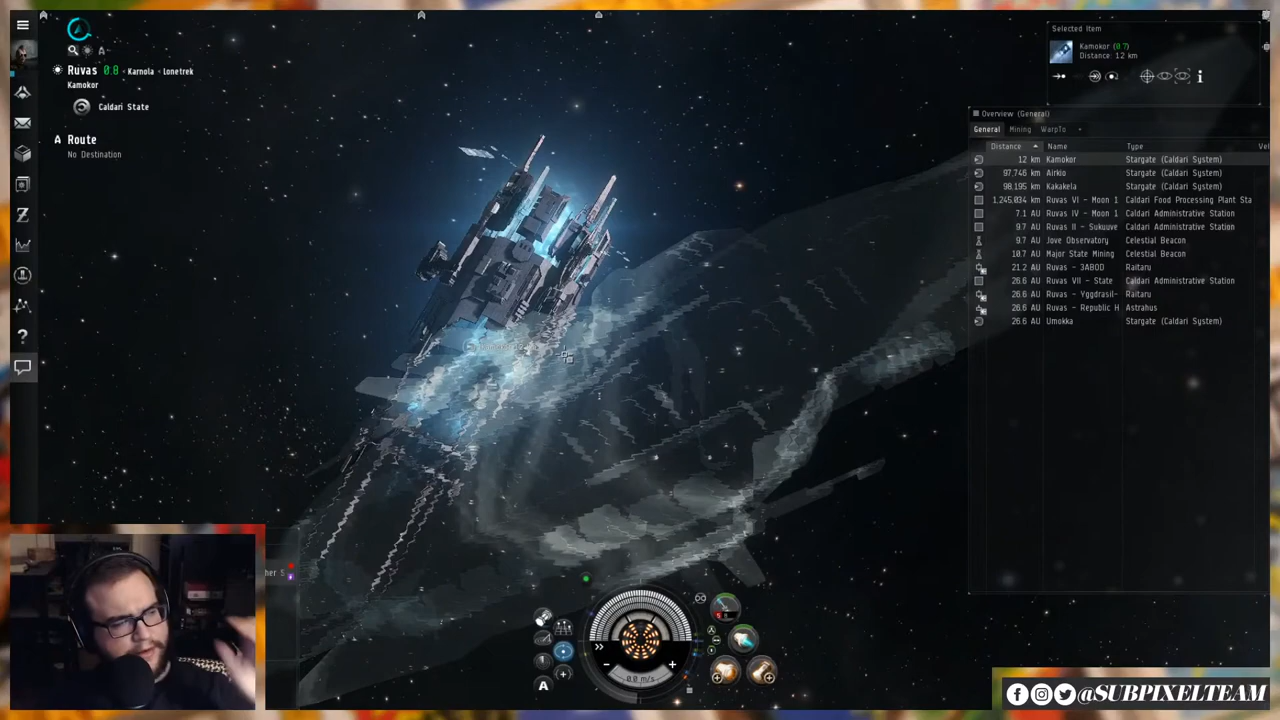 Ruvas 0.8 ‹ Karnola ‹ Lonetrek
Kamokor
Caldari State
Route
No Destination
Selected Item
Kamokor (0.7)
Distance: 12 km
Overview (General)
General Mining WarpTo +
Distance Name Type Vel
12 km Kamokor Stargate (Caldari System)
97.746 km Airkio Stargate (Caldari System)
98.195 km Kakakela Stargate (Caldari System)
1.245.034 km Ruvas VI - Moon 1 Caldari Food Processing Plant Sta
7.1 AU Ruvas IV - Moon 1 Caldari Administrative Station
9.7 AU Ruvas II - Sukuuve Caldari Administrative Station
9.7 AU Jove Observatory Celestial Beacon
10.7 AU Major State Mining Celestial Beacon
21.2 AU Ruvas - 3ABOD Raitaru
26.6 AU Ruvas VII - State Caldari Administrative Station
26.6 AU Ruvas - Yggdrasil- Raitaru
26.6 AU Ruvas - Republic H Astrahus
26.6 AU Umokka Stargate (Caldari System)
her S
0.0 m/s
A
@SUBPIXELTEAM